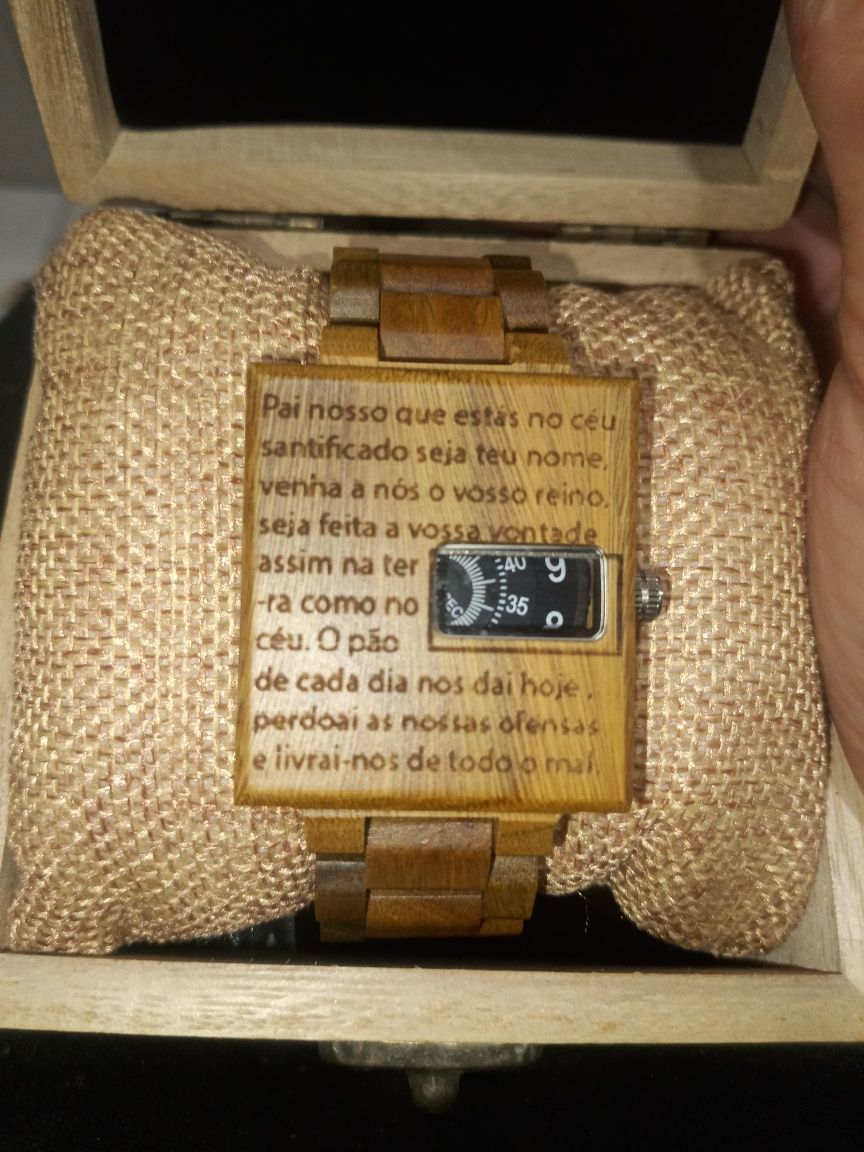 Pai nosso que estás no céu
santificado seja teu nome,
venha a nós o vosso reino,
seja feita a vossa vontade
assim na ter
-ra como no
céu. O pão
de cada dia nos dai hoje,
perdoai as nossas ofensas
e livrai-nos de todo o mal.
40
9
35